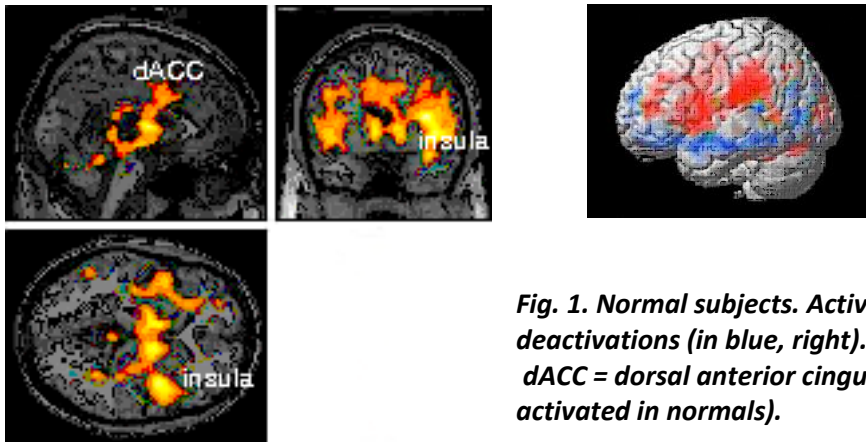 dACC
insula
insula
Fig. 1. Normal subjects. Activ
deactivations (in blue, right).
dACC = dorsal anterior cingu
activated in normals).